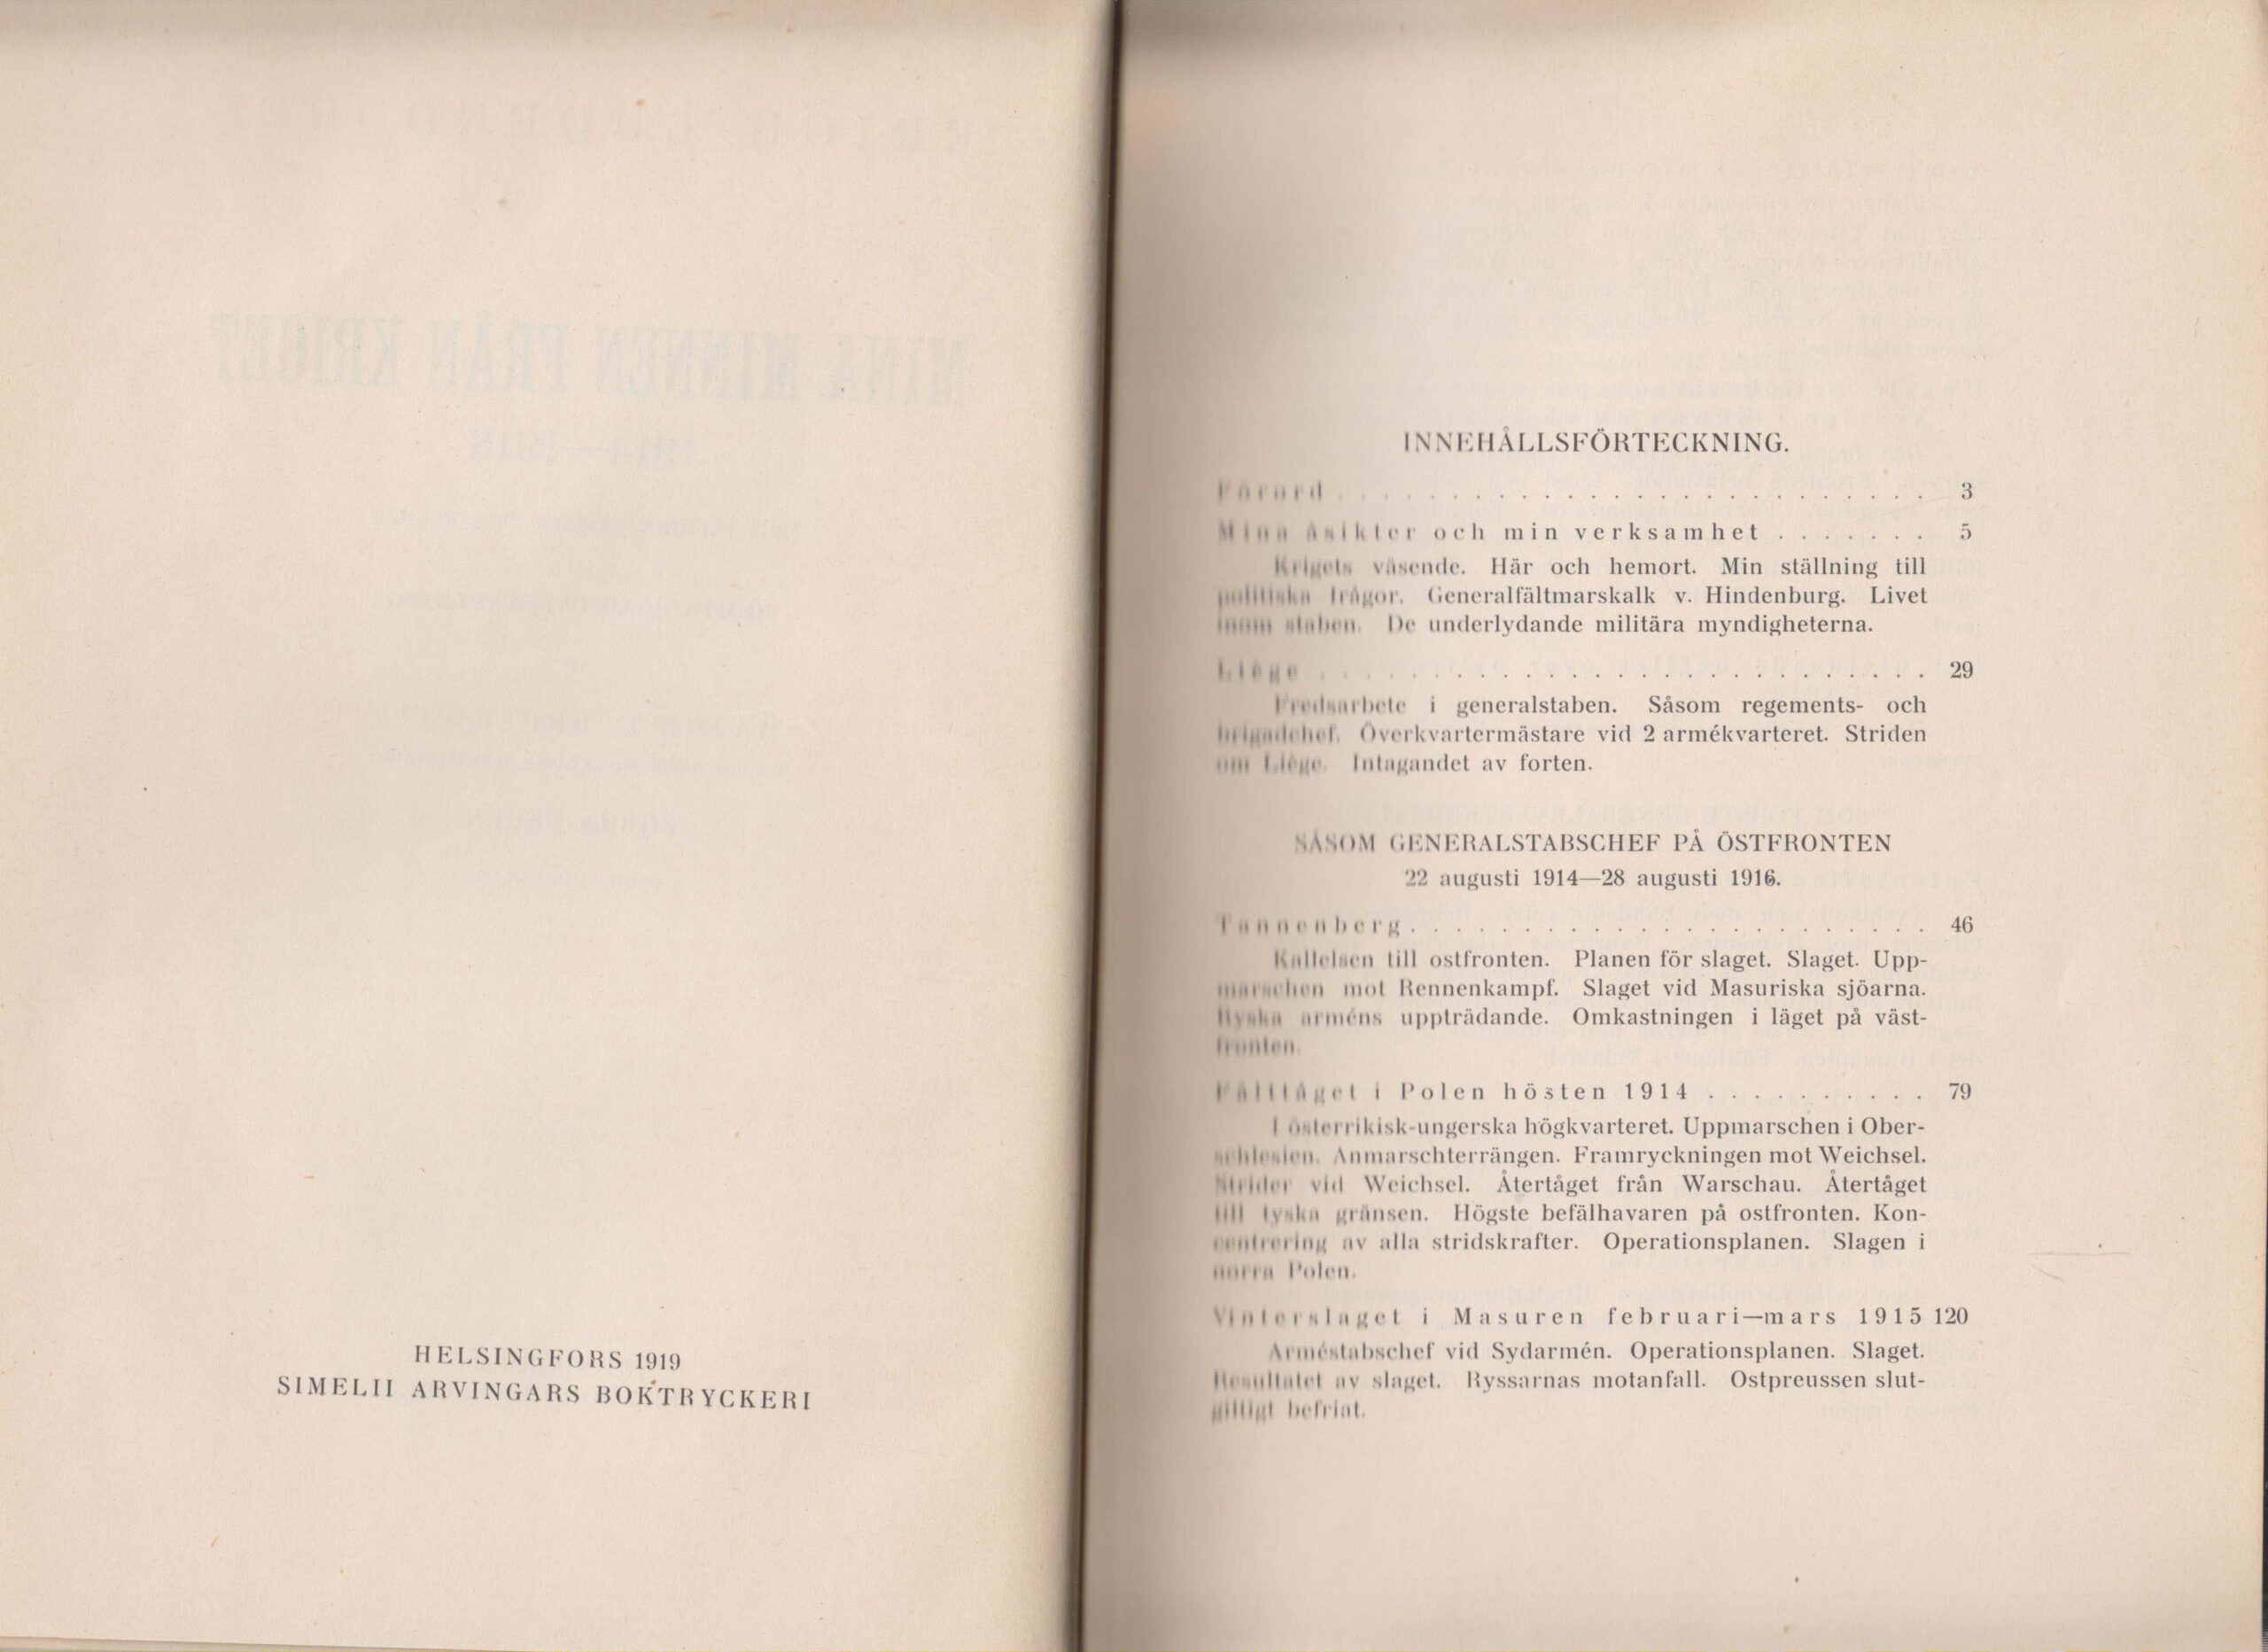 HELSINGFORS 1919
SIMELII ARVINGARS BOKTRYCKERI
INNEHÅLLSFÖRTECKNING.
Förord . . . . . . . . . . . . . . . . . . . . . . . . . . 3
Mina åsikter och min verksamhet . . . . . . . 5
Krigets väsende. Här och hemort. Min ställning till
politiska frågor. Generalfältmarskalk v. Hindenburg. Livet
inom staben. De underlydande militära myndigheterna.
Liège . . . . . . . . . . . . . . . . . . . . . . . . . . . 29
Fredsarbete i generalstaben. Såsom regements- och
brigadchef. Överkvartermästare vid 2 armékvarteret. Striden
om Liège. Intagandet av forten.
SÅSOM GENERALSTABSCHEF PÅ ÖSTFRONTEN
22 augusti 1914—28 augusti 1916.
Tannenberg . . . . . . . . . . . . . . . . . . . . . . . 46
Kallelsen till ostfronten. Planen för slaget. Slaget. Upp-
marschen mot Rennenkampf. Slaget vid Masuriska sjöarna.
Ryska arméns uppträdande. Omkastningen i läget på väst-
fronten.
Fälttåget i Polen hösten 1914 . . . . . . . . . . 79
I österrikisk-ungerska högkvarteret. Uppmarschen i Ober-
schlesien. Anmarschterrängen. Framryckningen mot Weichsel.
Strider vid Weichsel. Återtåget från Warschau. Återtåget
till tyska gränsen. Högste befälhavaren på ostfronten. Kon-
centrering av alla stridskrafter. Operationsplanen. Slagen i
norra Polen.
Vinterslaget i Masuren februari—mars 1915 120
Arméstabschef vid Sydarmén. Operationsplanen. Slaget.
Resultatet av slaget. Ryssarnas motanfall. Ostpreussen slut-
giltigt befriat.